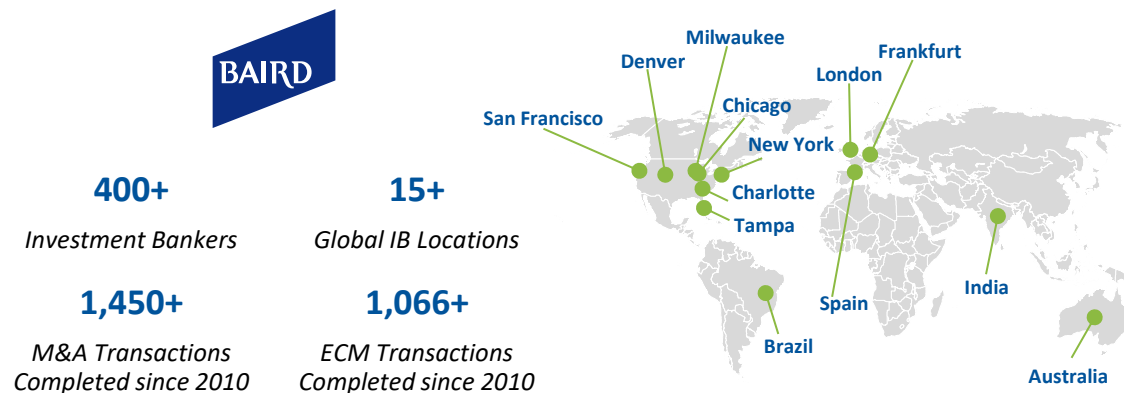 BAIRD
400+
Investment Bankers
15+
Global IB Locations
1,450+
M&A Transactions
Completed since 2010
1,066+
ECM Transactions
Completed since 2010
Milwaukee
Denver
Frankfurt
London
Chicago
San Francisco
New York
Charlotte
Tampa
India
Spain
Brazil
Australia